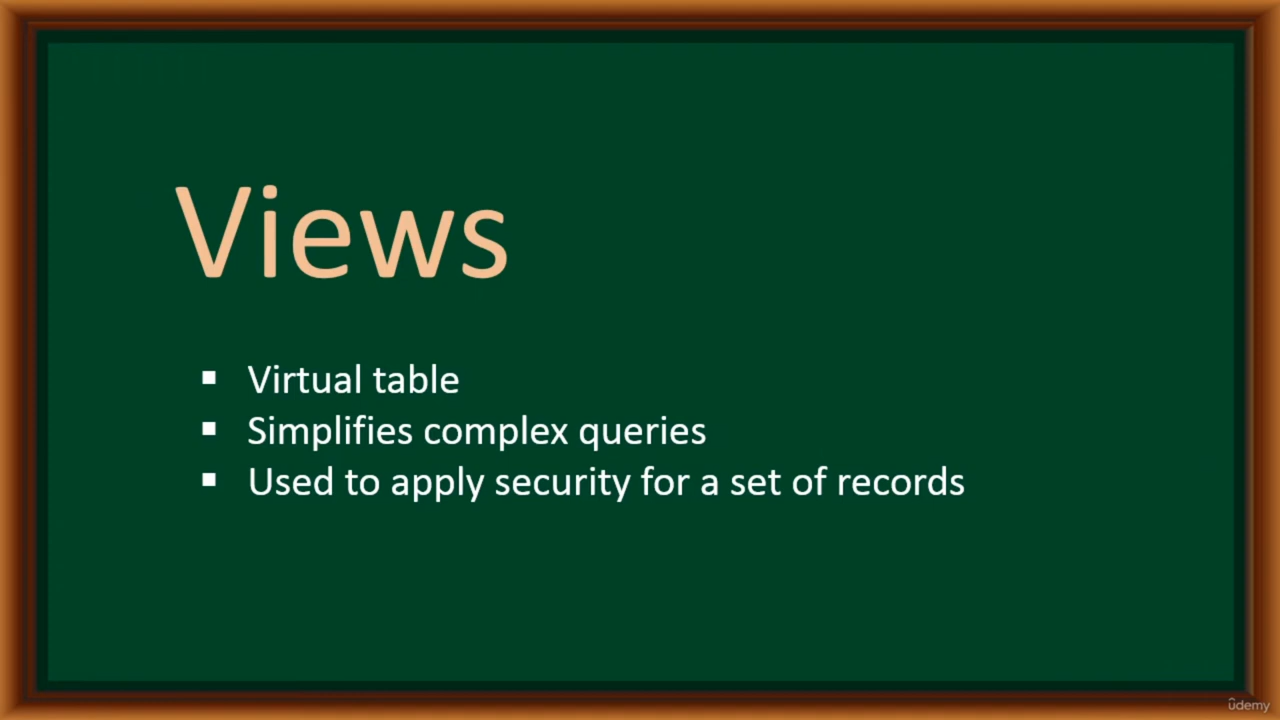 Views
▪ Virtual table
▪ Simplifies complex queries
▪ Used to apply security for a set of records
ûdemy